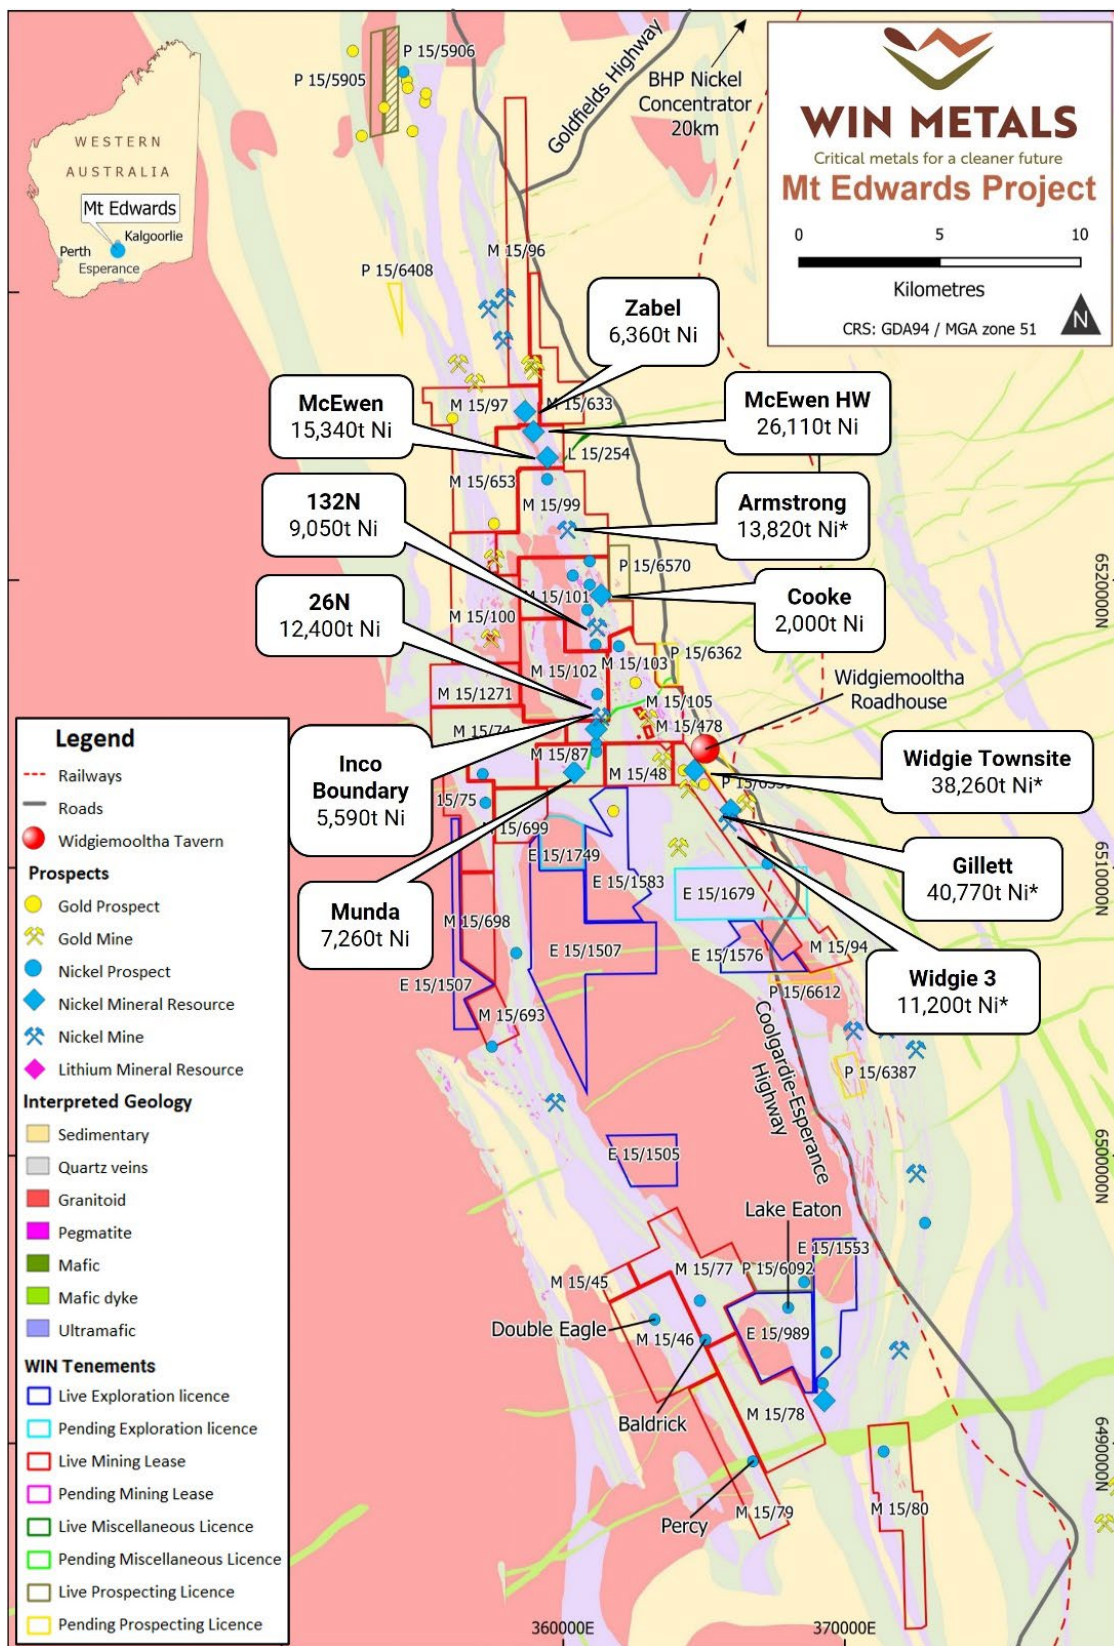 P 15/5906
P 15/5905
Goldfields Highway
BHP Nickel
Concentrator
20km
WIN METALS
Critical metals for a cleaner future
Mt Edwards Project
0 5 10
Kilometres
CRS: GDA94 / MGA zone 51
N
WESTERN
AUSTRALIA
Mt Edwards
Kalgoorlie
Perth
Esperance
M 15/96
P 15/6408
Zabel
6,360t Ni
McEwen
15,340t Ni
M 15/97
M 15/633
McEwen HW
26,110t Ni
L 15/254
M 15/653
132N
9,050t Ni
M 15/99
Armstrong
13,820t Ni*
P 15/6570
6520000N
M 15/101
Cooke
2,000t Ni
26N
12,400t Ni
M 15/100
M 15/102
M 15/103
P 15/6362
M 15/1271
M 15/105
Widgiemooltha
Roadhouse
M 15/74
M 15/478
Inco
Boundary
5,590t Ni
M 15/87
M 15/48
Widgie Townsite
38,260t Ni*
15/75
M 15/699
E 15/1749
E 15/1583
E 15/1679
Gillett
40,770t Ni*
6510000N
Munda
7,260t Ni
M 15/698
E 15/1507
E 15/1576
M 15/94
Widgie 3
11,200t Ni*
E 15/1507
P 15/6612
M 15/693
Coolgardie-Esperance
Highway
P 15/6387
E 15/1505
6500000N
Lake Eaton
E 15/1553
M 15/77
P 15/6092
M 15/45
Double Eagle
M 15/46
E 15/989
Baldrick
M 15/78
6490000N
Percy
M 15/79
M 15/80
360000E
370000E
Legend
Railways
Roads
Widgiemooltha Tavern
Prospects
Gold Prospect
Gold Mine
Nickel Prospect
Nickel Mineral Resource
Nickel Mine
Lithium Mineral Resource
Interpreted Geology
Sedimentary
Quartz veins
Granitoid
Pegmatite
Mafic
Mafic dyke
Ultramafic
WIN Tenements
Live Exploration licence
Pending Exploration licence
Live Mining Lease
Pending Mining Lease
Live Miscellaneous Licence
Pending Miscellaneous Licence
Live Prospecting Licence
Pending Prospecting Licence